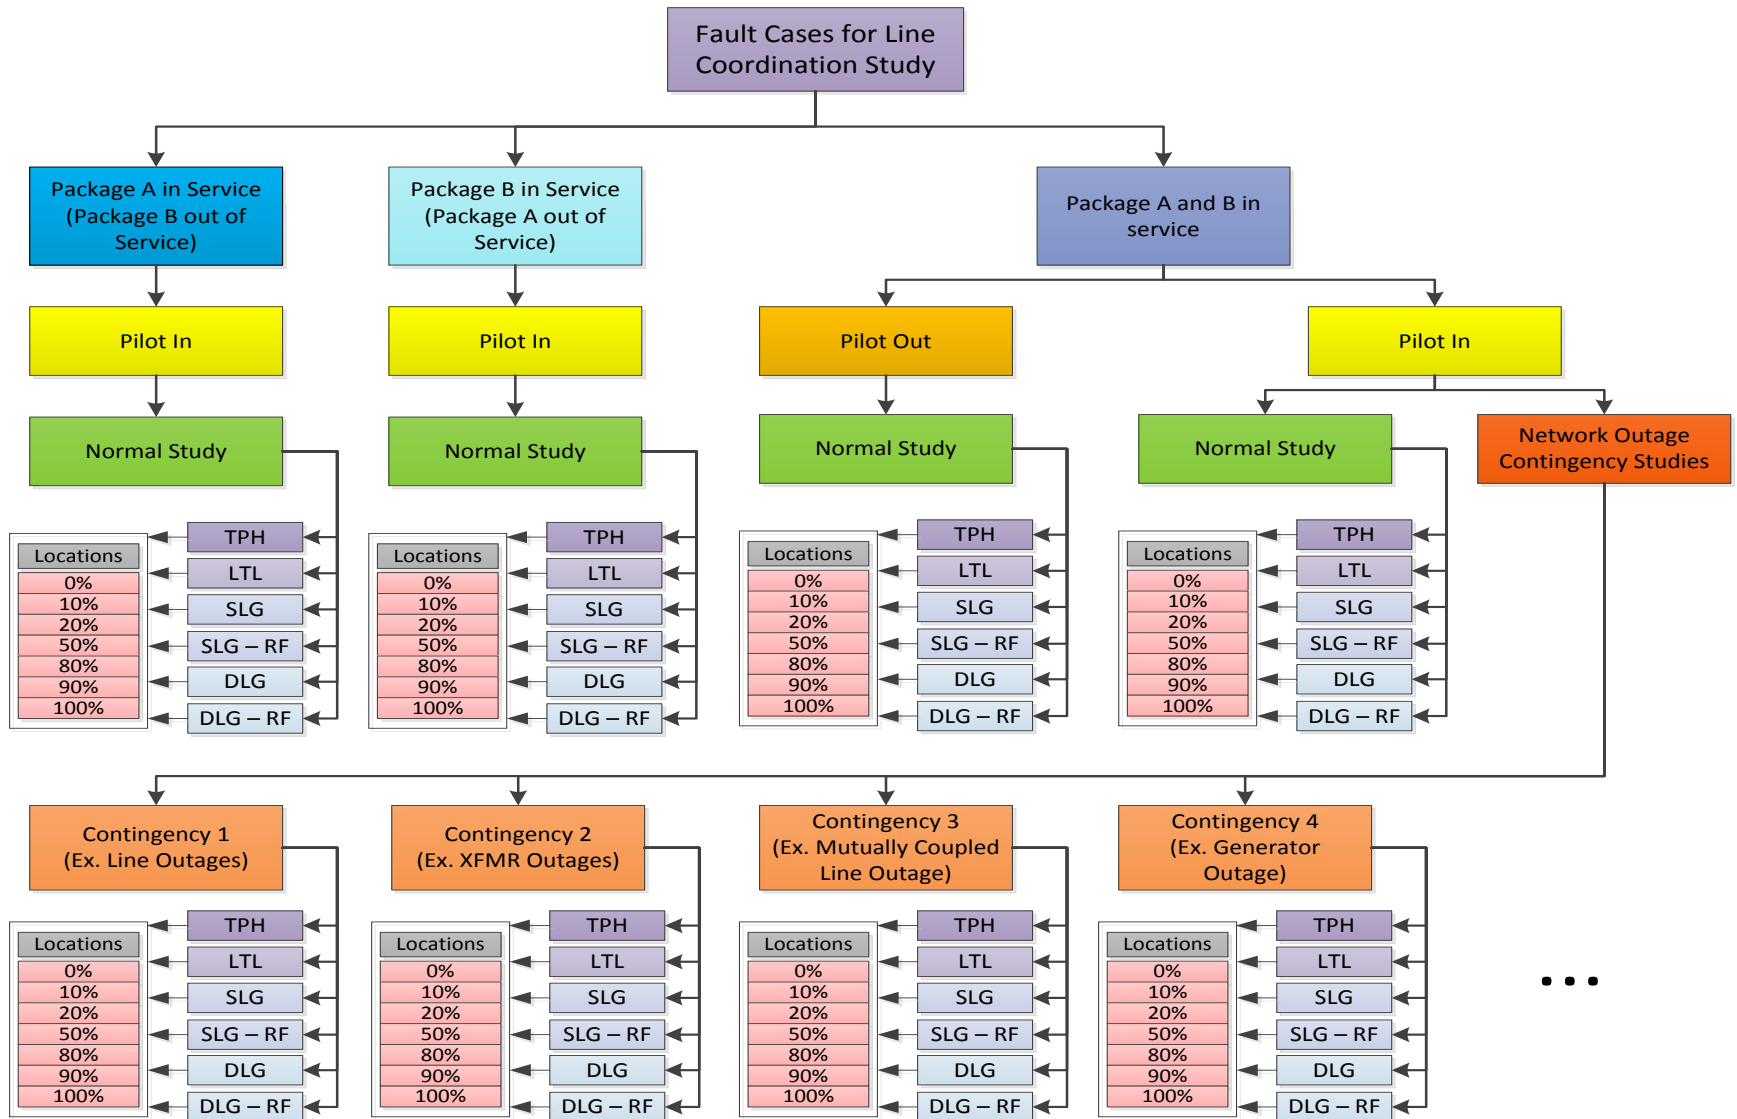 Fault Cases for Line
Coordination Study
Package A in Service
(Package B out of
Service)
Package B in Service
(Package A out of
Service)
Package A and B in
service
Pilot In
Pilot In
Pilot Out
Pilot In
Normal Study
Normal Study
Normal Study
Normal Study
Network Outage
Contingency Studies
Locations
0%
10%
20%
50%
80%
90%
100%
TPH
LTL
SLG
SLG – RF
DLG
DLG – RF
Locations
0%
10%
20%
50%
80%
90%
100%
TPH
LTL
SLG
SLG – RF
DLG
DLG – RF
Locations
0%
10%
20%
50%
80%
90%
100%
TPH
LTL
SLG
SLG – RF
DLG
DLG – RF
Locations
0%
10%
20%
50%
80%
90%
100%
TPH
LTL
SLG
SLG – RF
DLG
DLG – RF
Contingency 1
(Ex. Line Outages)
Contingency 2
(Ex. XFMR Outages)
Contingency 3
(Ex. Mutually Coupled
Line Outage)
Contingency 4
(Ex. Generator
Outage)
Locations
0%
10%
20%
50%
80%
90%
100%
TPH
LTL
SLG
SLG – RF
DLG
DLG – RF
Locations
0%
10%
20%
50%
80%
90%
100%
TPH
LTL
SLG
SLG – RF
DLG
DLG – RF
Locations
0%
10%
20%
50%
80%
90%
100%
TPH
LTL
SLG
SLG – RF
DLG
DLG – RF
Locations
0%
10%
20%
50%
80%
90%
100%
TPH
LTL
SLG
SLG – RF
DLG
DLG – RF
...